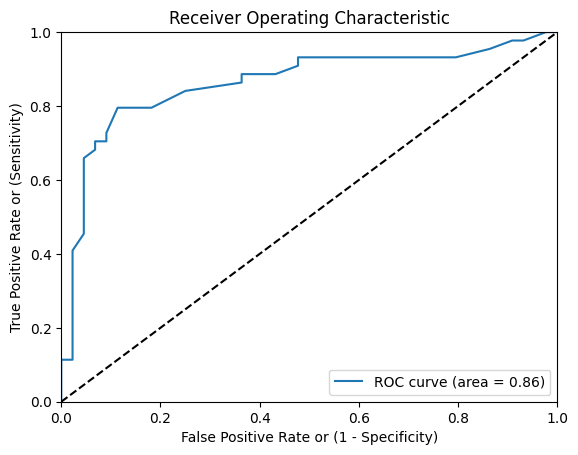 Receiver Operating Characteristic
1.0
0.8
0.6
0.4
0.2
0.0
True Positive Rate or (Sensitivity)
ROC curve (area = 0.86)
0.0 0.2 0.4 0.6 0.8 1.0
False Positive Rate or (1 - Specificity)